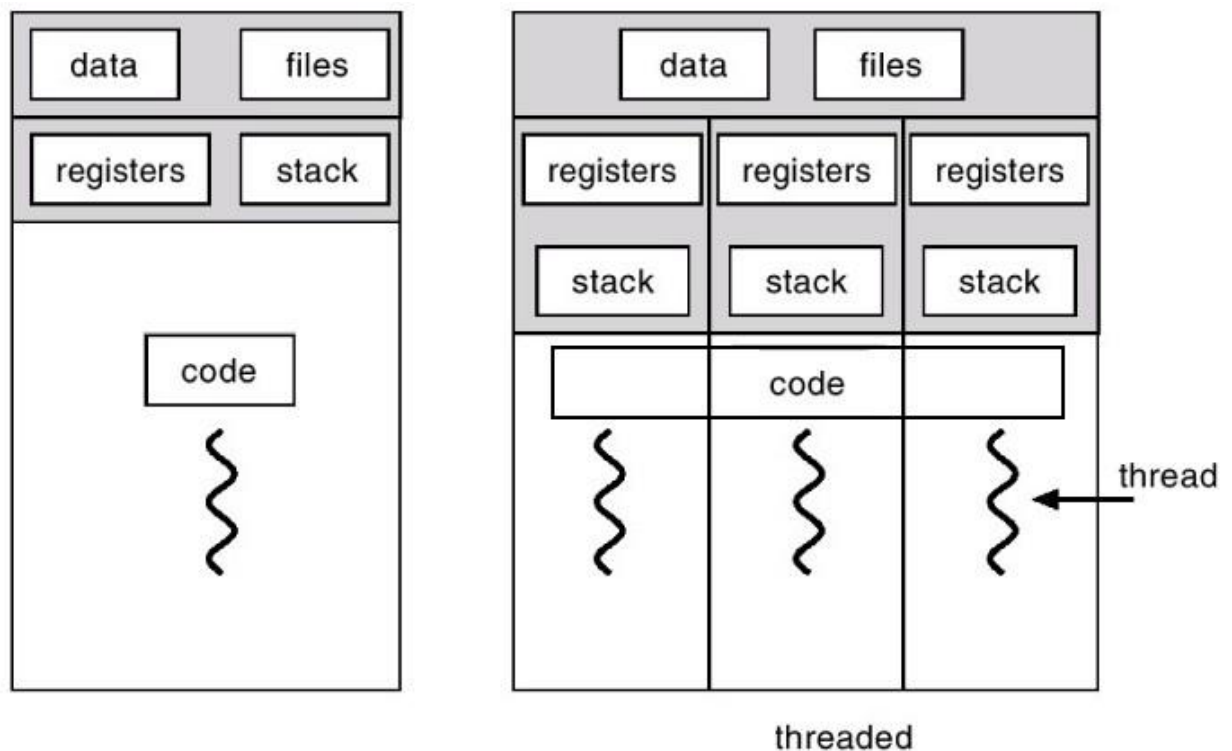 data files
registers stack
code
data files
registers registers registers
stack stack stack
code
thread
threaded